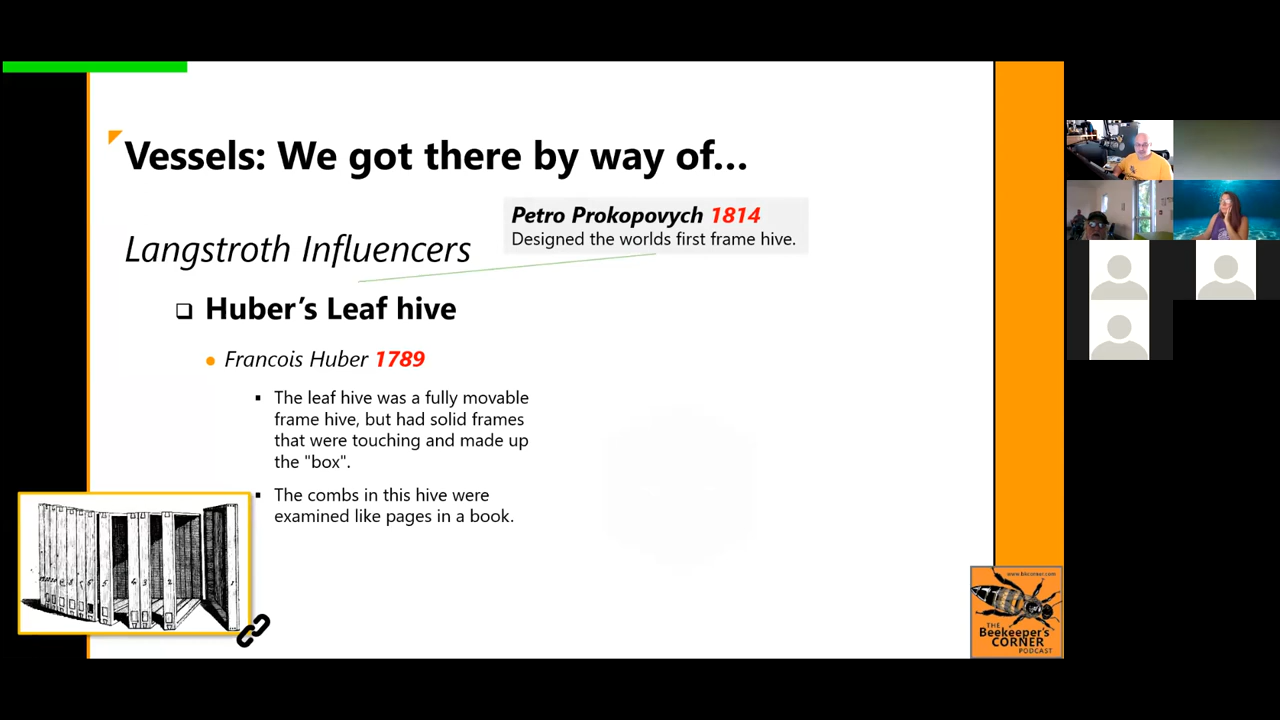 Vessels: We got there by way of...
Petro Prokopovych 1814
Designed the worlds first frame hive.
Langstroth Influencers
Huber's Leaf hive
Francois Huber 1789
The leaf hive was a fully movable
frame hive, but had solid frames
that were touching and made up
the "box".
The combs in this hive were
examined like pages in a book.
www.bkcorner.com
THE
Beekeeper's
CORNER
PODCAST